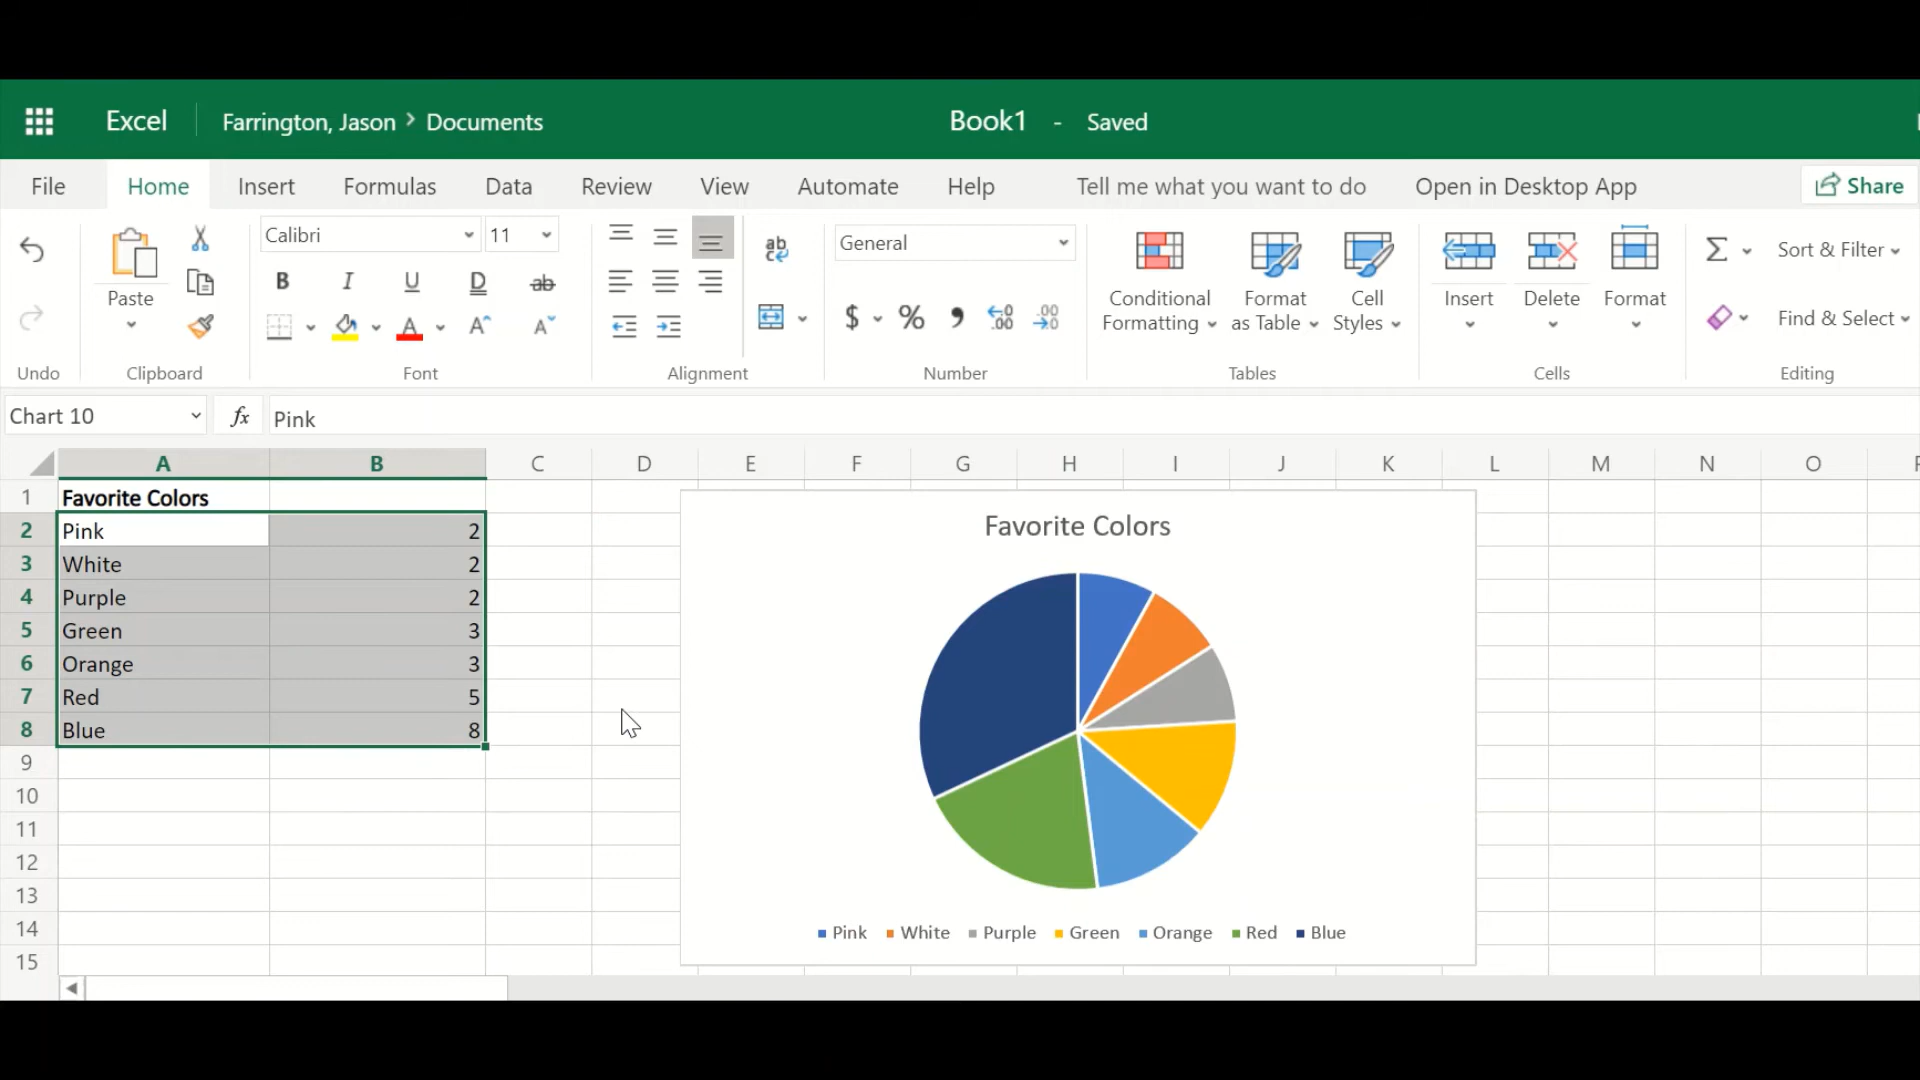 Excel Farrington, Jason > Documents Book1 - Saved
File Home Insert Formulas Data Review View Automate Help Tell me what you want to do Open in Desktop App Share
Calibri 11 General
Paste
B I U D ab
ab
$ % 9
Conditional Formatting
Format as Table
Cell Styles
Insert Delete Format
Sort & Filter
Find & Select
Undo Clipboard Font Alignment Number Tables Cells Editing
Chart 10 fx Pink
A B C D E F G H I J K L M N O
1 Favorite Colors
2 Pink 2
3 White 2
4 Purple 2
5 Green 3
6 Orange 3
7 Red 5
8 Blue 8
9
10
11
12
13
14
15
Favorite Colors
Pink White Purple Green Orange Red Blue